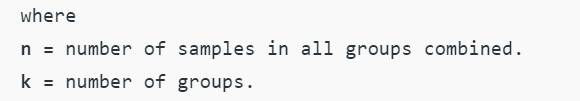 where
n = number of samples in all groups combined.
k = number of groups.